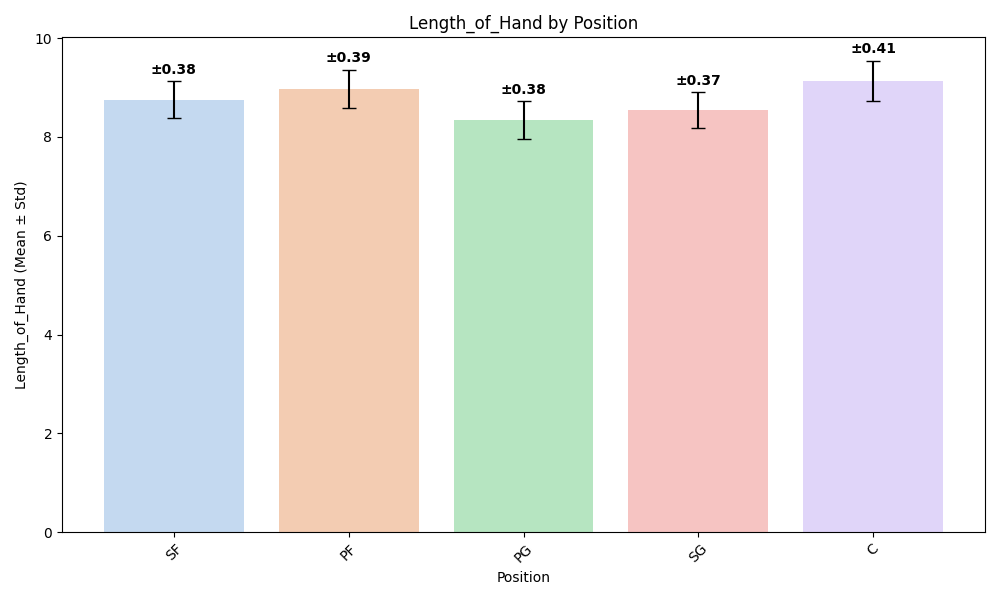 Length_of_Hand by Position
Length_of_Hand (Mean ± Std)
10
8
6
4
2
0
±0.38
±0.39
±0.38
±0.37
±0.41
SF
PF
PG
SG
C
Position